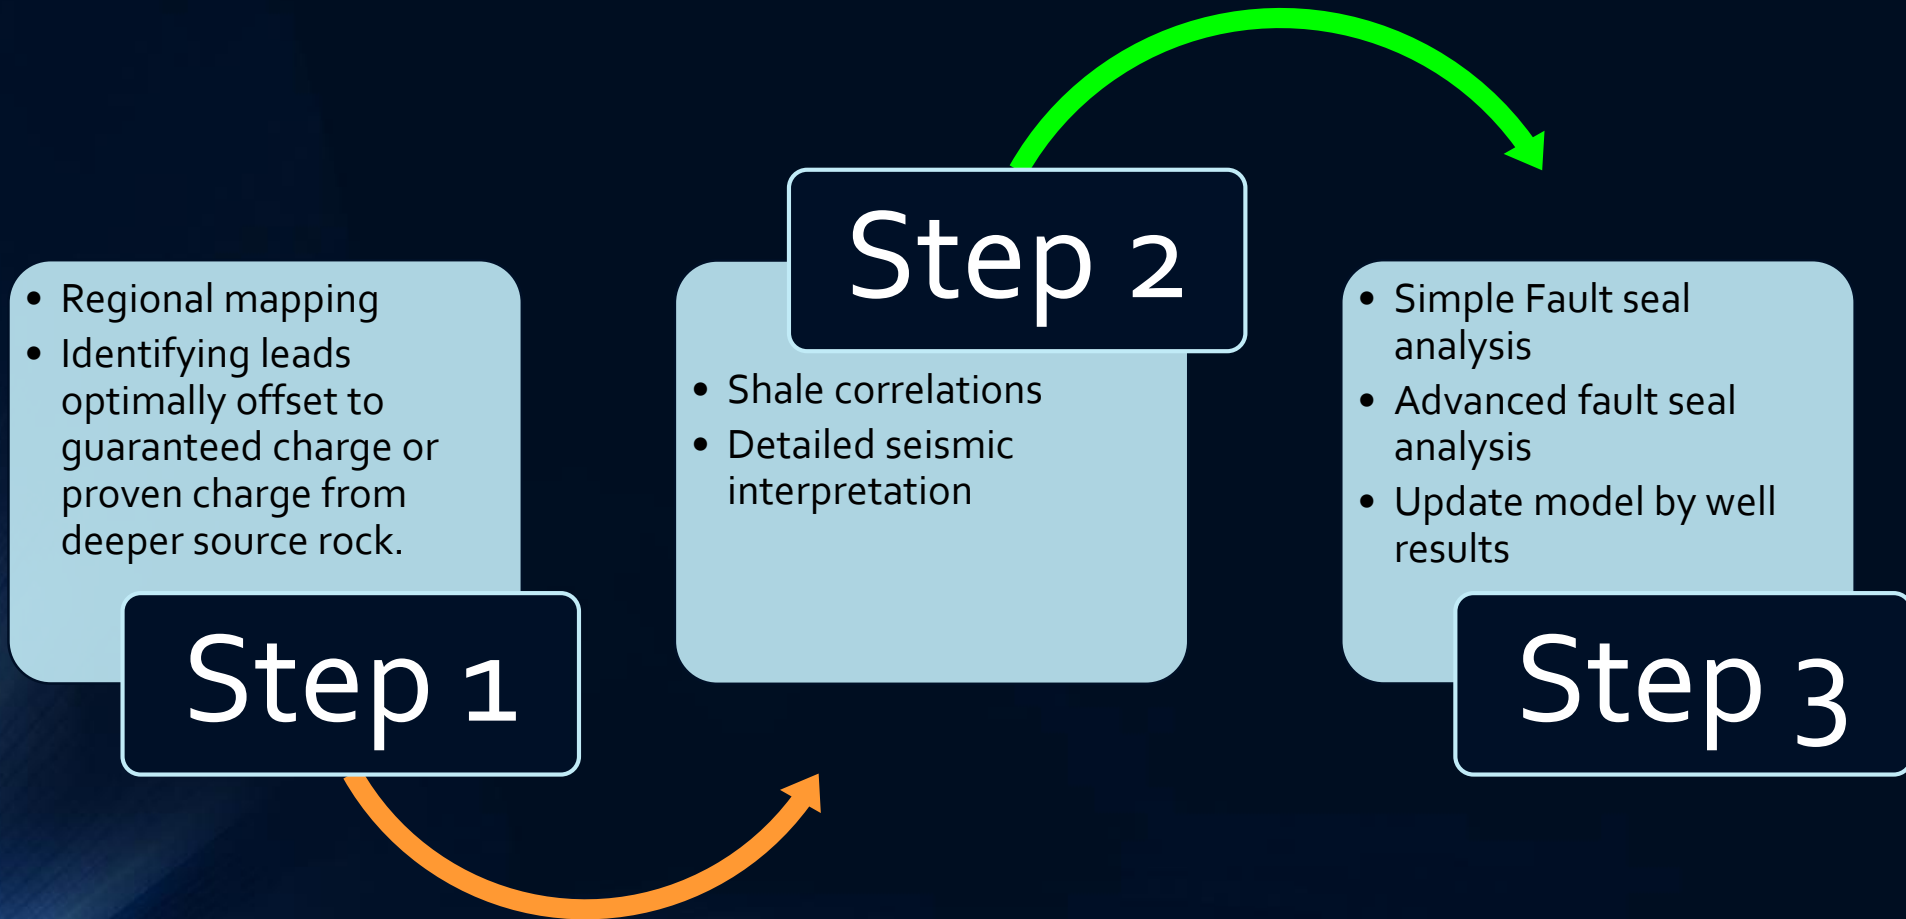 • Regional mapping
• Identifying leads
optimally offset to
guaranteed charge or
proven charge from
deeper source rock.
Step 1
Step 2
• Shale correlations
• Detailed seismic
interpretation
• Simple Fault seal
analysis
• Advanced fault seal
analysis
• Update model by well
results
Step 3